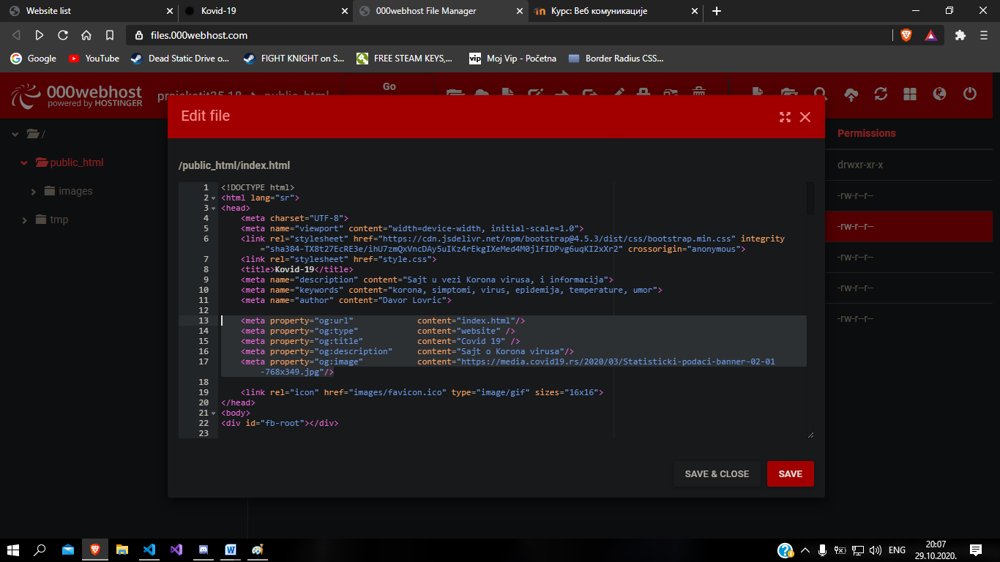 Website list
Kovid-19
000webhost File Manager
Курс: Веб комуникације
files.000webhost.com
Google
YouTube
Dead Static Drive o...
FIGHT KNIGHT on S...
FREE STEAM KEYS,...
vip
Moj Vip - Početna
Border Radius CSS...
000webhost
powered by HOSTINGER
Go
Edit file
/
public_html
images
tmp
Permissions
drwxr-xr-x
-rw-r--r--
-rw-r--r--
-rw-r--r--
-rw-r--r--
-rw-r--r--
/public_html/index.html
1 <!DOCTYPE html>
2 <html lang="sr">
3 <head>
4 <meta charset="UTF-8">
5 <meta name="viewport" content="width=device-width, initial-scale=1.0">
6 <link rel="stylesheet" href="https://cdn.jsdelivr.net/npm/bootstrap@4.5.3/dist/css/bootstrap.min.css" integrity
="sha384-TX8t27EcRE3e/ihU7zmQxVncDAy5uIKz4rEkgIXeMed4M0jlfIDPvg6uqKI2xXr2" crossorigin="anonymous">
7 <link rel="stylesheet" href="style.css">
8 <title>Kovid-19</title>
9 <meta name="description" content="Sajt u vezi Korona virusa, i informacija">
10 <meta name="keywords" content="korona, simptomi, virus, epidemija, temperature, umor">
11 <meta name="author" content="Davor Lovric">
12
13 <meta property="og:url" content="index.html"/>
14 <meta property="og:type" content="website" />
15 <meta property="og:title" content="Covid 19" />
16 <meta property="og:description" content="Sajt o Korona virusa"/>
17 <meta property="og:image" content="https://media.covid19.rs/2020/03/Statisticki-podaci-banner-02-01
-768x349.jpg"/>
18
19 <link rel="icon" href="images/favicon.ico" type="image/gif" sizes="16x16">
20 </head>
21 <body>
22 <div id="fb-root"></div>
23
SAVE & CLOSE
SAVE
ENG
20:07
29.10.2020.